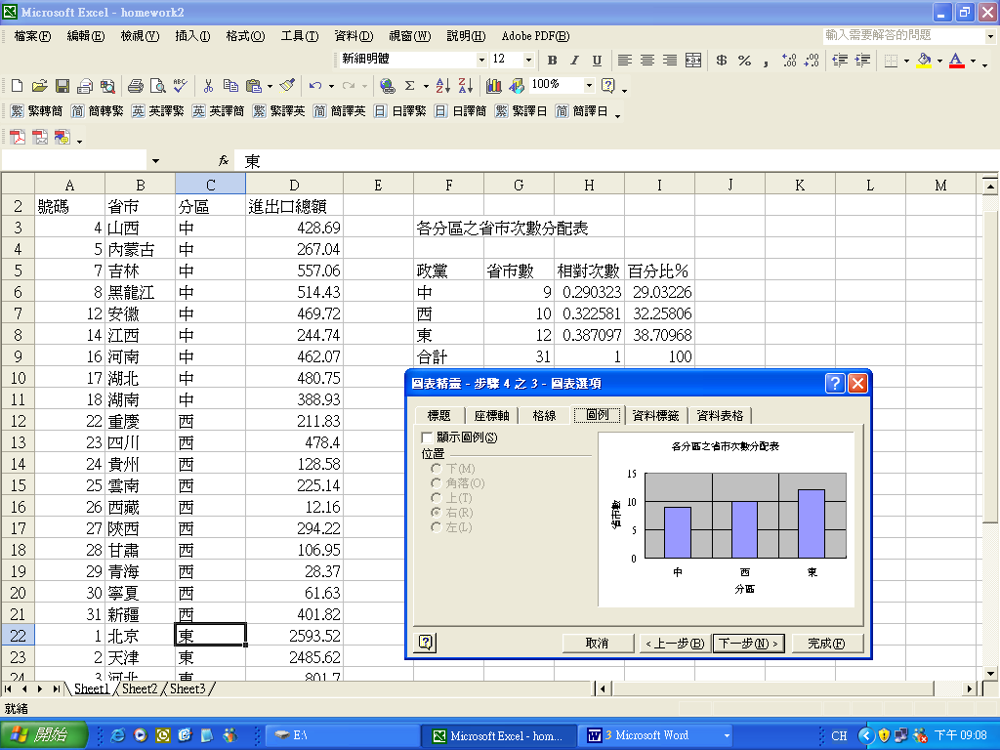 Microsoft Excel - homework2
檔案(F) 編輯(E) 檢視(V) 插入(I) 格式(O) 工具(T) 資料(D) 視窗(W) 說明(H) Adobe PDF(B) 輸入需要解答的問題
新細明體 12 B I U $ % ,
100%
繁 繁轉簡 簡 簡轉繁 英 英譯繁 英 英譯簡 繁 繁譯英 簡 簡譯英 日 日譯繁 日 日譯簡 繁 繁譯日 簡 簡譯日
fx 東
A B C D E F G H I J K L M
2 號碼 省市 分區 進出口總額
3 4 山西 中 428.69 各分區之省市次數分配表
4 5 內蒙古 中 267.04
5 7 吉林 中 557.06 政黨 省市數 相對次數 百分比%
6 8 黑龍江 中 514.43 中 9 0.290323 29.03226
7 12 安徽 中 469.72 西 10 0.322581 32.25806
8 14 江西 中 244.74 東 12 0.387097 38.70968
9 16 河南 中 462.07 合計 31 1 100
10 17 湖北 中 480.75
11 18 湖南 中 388.93
12 22 重慶 西 211.83
13 23 四川 西 478.4
14 24 貴州 西 128.58
15 25 雲南 西 225.14
16 26 西藏 西 12.16
17 27 陝西 西 294.22
18 28 甘肅 西 106.95
19 29 青海 西 28.37
20 30 寧夏 西 61.63
21 31 新疆 西 401.82
22 1 北京 東 2593.52
23 2 天津 東 2485.62
24 3 河北 東 801.7
圖表精靈 - 步驟 4 之 3 - 圖表選項
標題 座標軸 格線 圖例 資料標籤 資料表格
顯示圖例(S)
位置
下(M)
角落(O)
上(T)
右(R)
左(L)
各分區之省市次數分配表
省市數
15
10
5
0
中 西 東
分區
取消 < 上一步(B) 下一步(N) > 完成(F)
Sheet1 Sheet2 Sheet3
就緒
開始 E:\ Microsoft Excel - hom... 3 Microsoft Word CH 下午 09:08